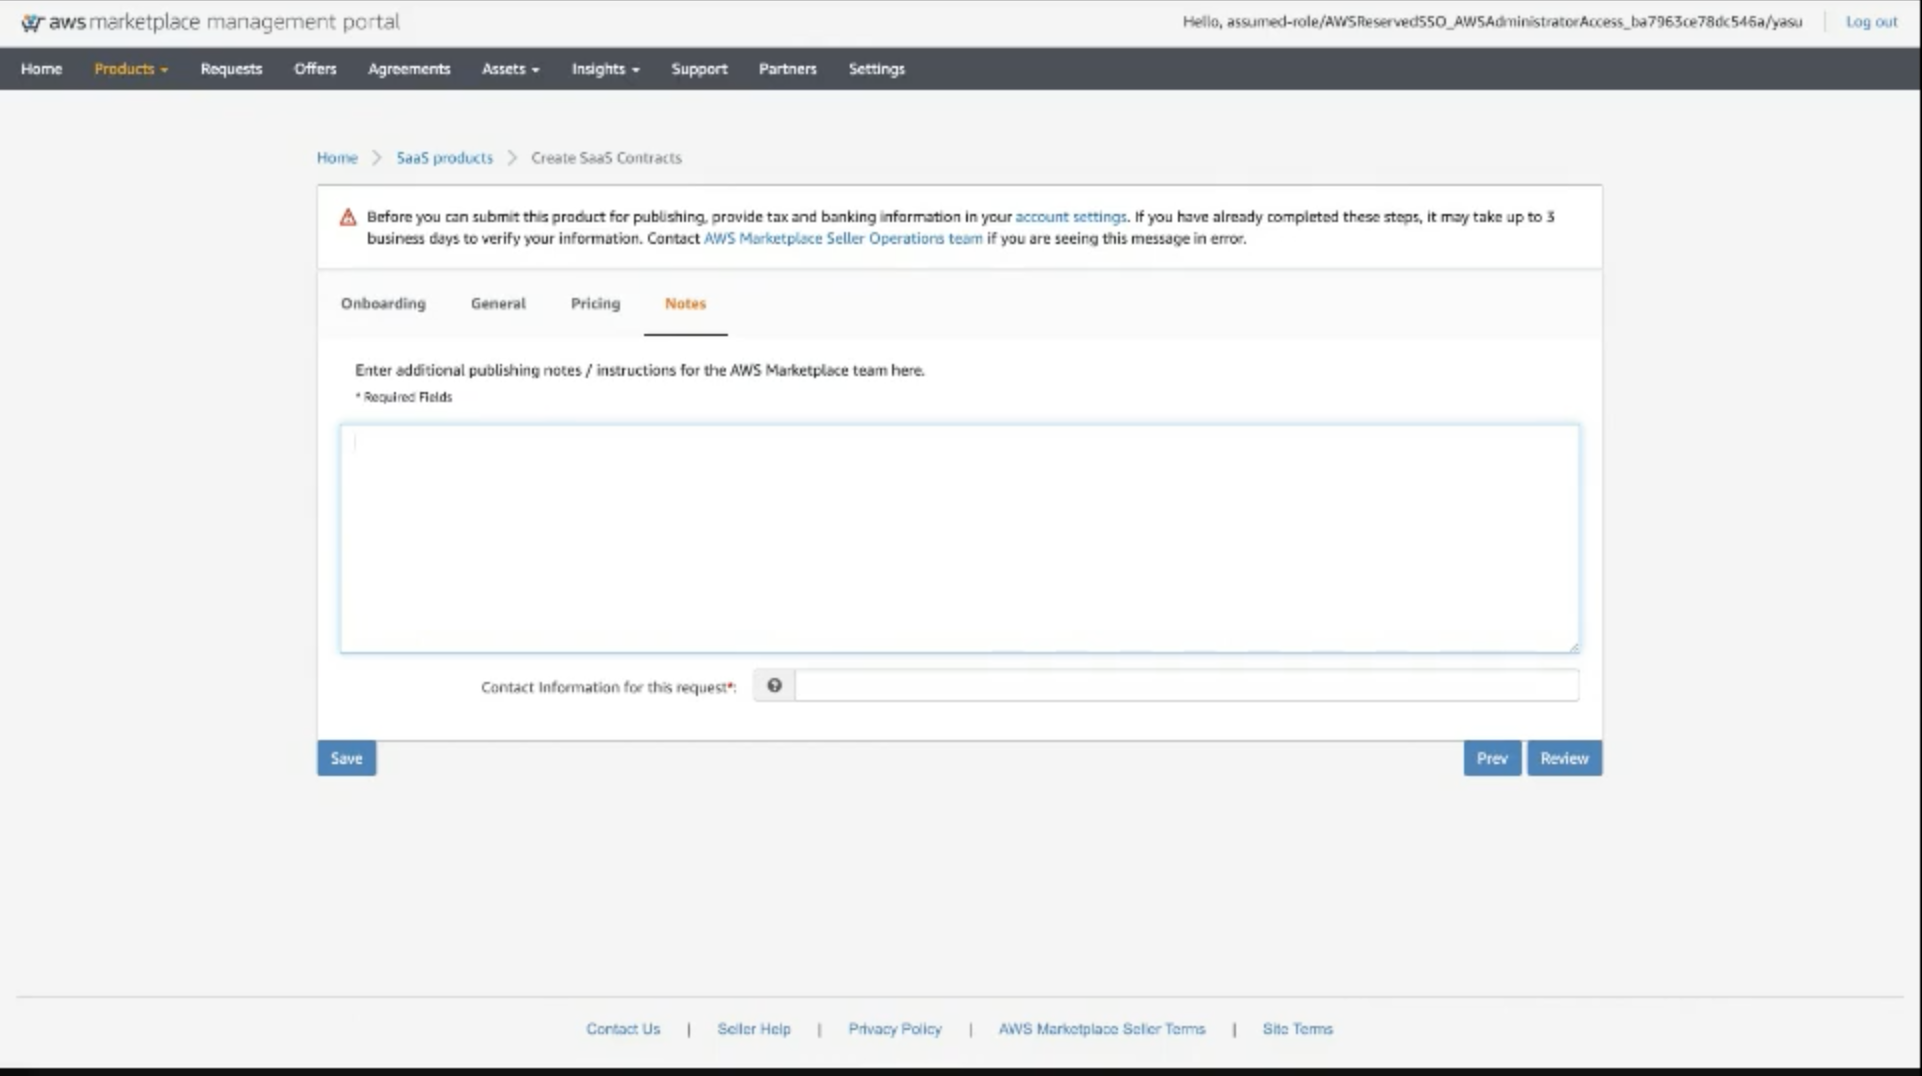 aws marketplace management portal
Hello, assumed-role/AWSReservedSSO_AWSAdministratorAccess_ba7963ce78dc546a/yasu
Log out
Home Products Requests Offers Agreements Assets Insights Support Partners Settings
Home > SaaS products > Create SaaS Contracts
Before you can submit this product for publishing, provide tax and banking information in your account settings. If you have already completed these steps, it may take up to 3
business days to verify your information. Contact AWS Marketplace Seller Operations team if you are seeing this message in error.
Onboarding General Pricing Notes
Enter additional publishing notes / instructions for the AWS Marketplace team here.
* Required Fields
Contact Information for this request*:
Save Prev Review
Contact Us | Seller Help | Privacy Policy | AWS Marketplace Seller Terms | Site Terms